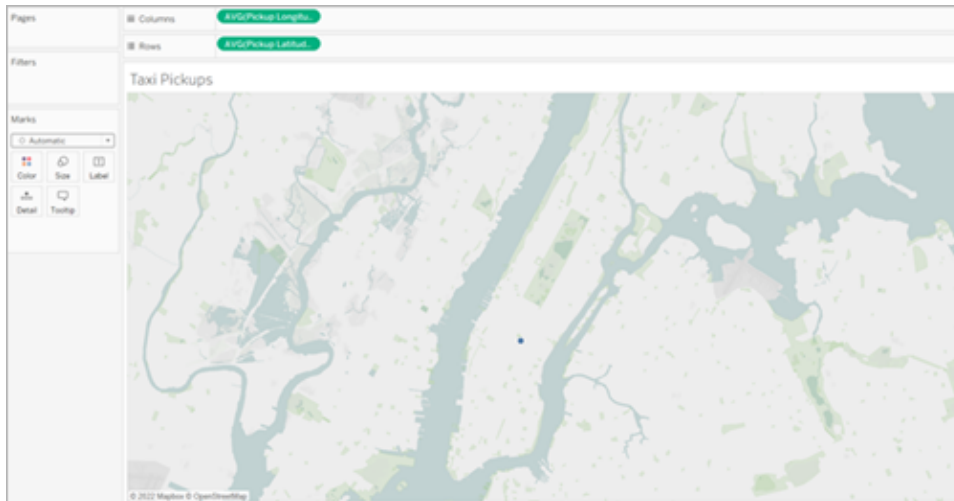 Pages
Columns
AVG(Pickup Longitu..
Rows
AVG(Pickup Latitud..
Filters
Taxi Pickups
Marks
Automatic
Color
Size
Label
Detail
Tooltip
© 2022 Mapbox © OpenStreetMap